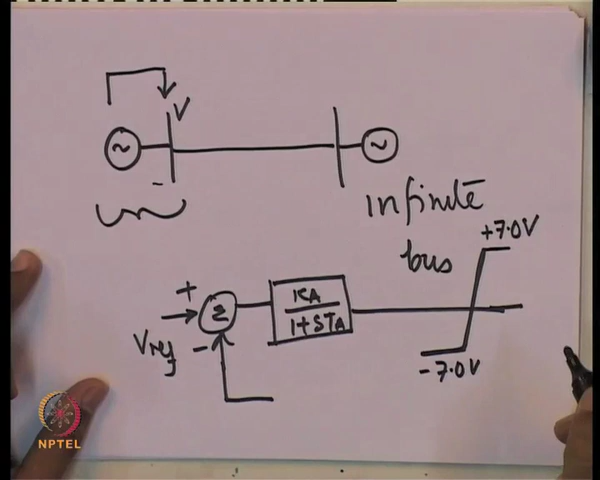 V
~
~
-
infinite
bus
+7.0V
+
KA
Σ
1+STA
Vref
-
-7.0V
NPTEL